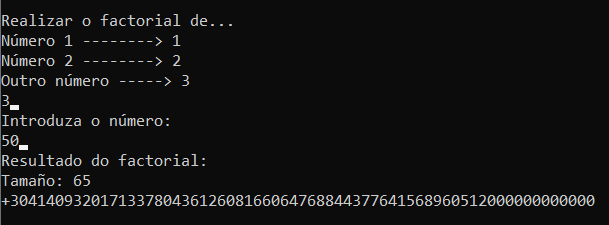 Realizar o factorial de...
Número 1 --------> 1
Número 2 --------> 2
Outro número -----> 3
3
Introduza o número:
50
Resultado do factorial:
Tamaño: 65
+30414093201713378043612608166064768844377641568960512000000000000